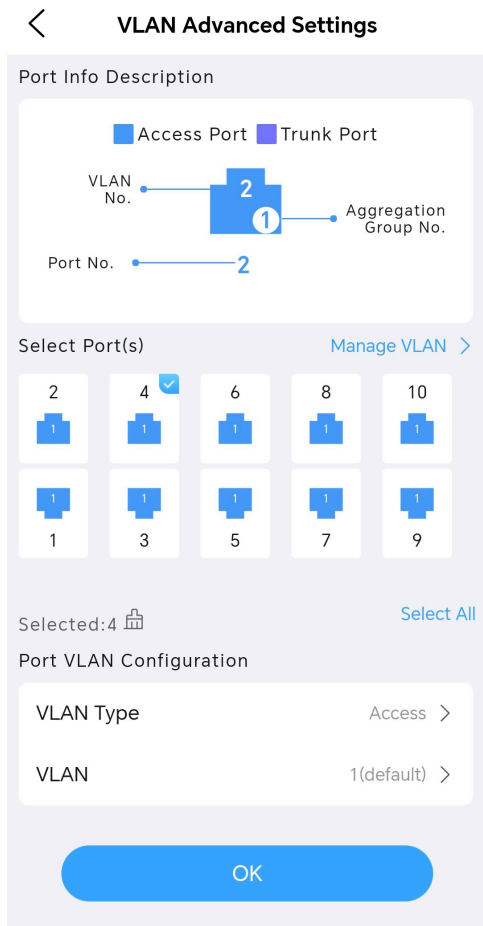 VLAN Advanced Settings
Port Info Description
Access Port Trunk Port
VLAN
No.
2
1
Aggregation
Group No.
Port No.
2
Select Port(s)
Manage VLAN
2 4 6 8 10
1 1 1 1 1
1 1 1 1 1
1 3 5 7 9
Selected:4
Select All
Port VLAN Configuration
VLAN Type Access
VLAN 1(default)
OK